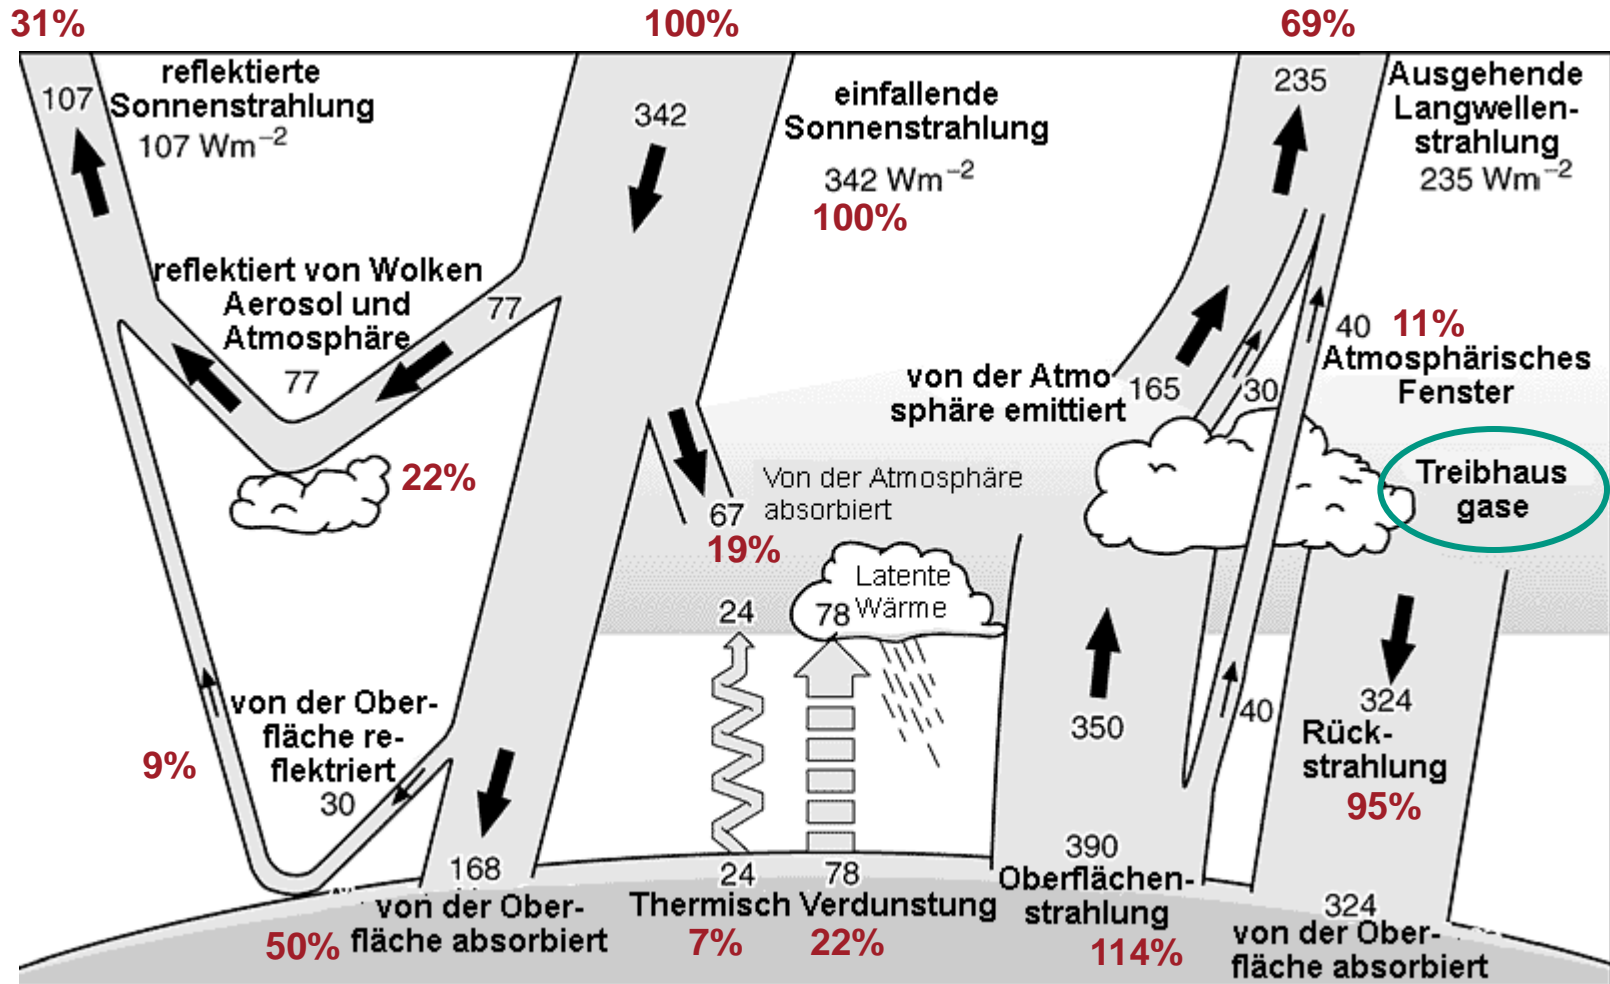 31%
100%
69%
107
reflektierte
Sonnenstrahlung
107 Wm⁻²
342
einfallende
Sonnenstrahlung
342 Wm⁻²
100%
235
Ausgehende
Langwellen-
strahlung
235 Wm⁻²
reflektiert von Wolken
Aerosol und
Atmosphäre
77
77
22%
67
19%
Von der Atmosphäre
absorbiert
von der Atmo
sphäre emittiert
165
30
40
11%
Atmosphärisches
Fenster
Treibhaus
gase
Latente
Wärme
24
78
9%
von der Ober-
fläche re-
flektriert
30
350
40
324
Rück-
strahlung
95%
168
von der Ober-
fläche absorbiert
50%
24
78
Thermisch Verdunstung
7%
22%
390
Oberflächen-
strahlung
114%
324
von der Ober-
fläche absorbiert